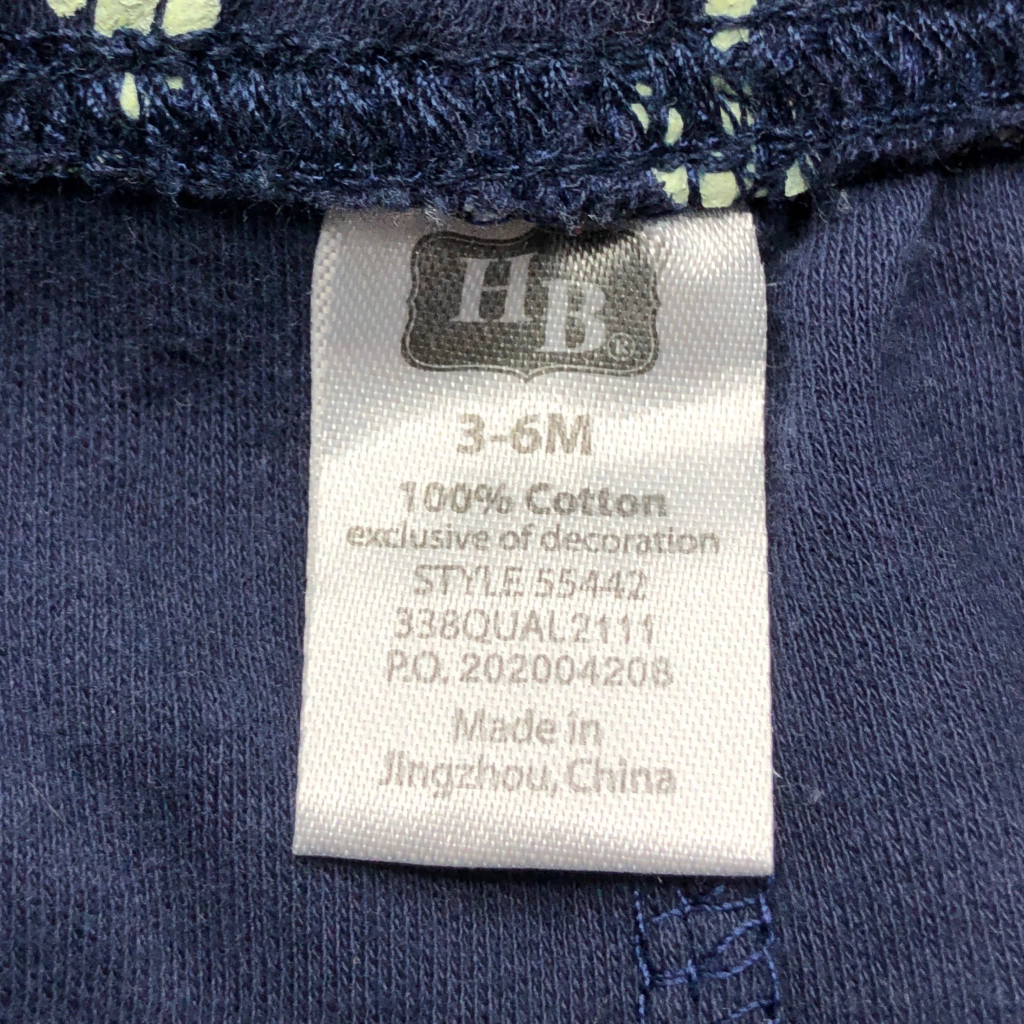 HB®
3-6M
100% Cotton
exclusive of decoration
STYLE 55442
338QUAL2111
P.O. 202004208
Made in
Jingzhou, China